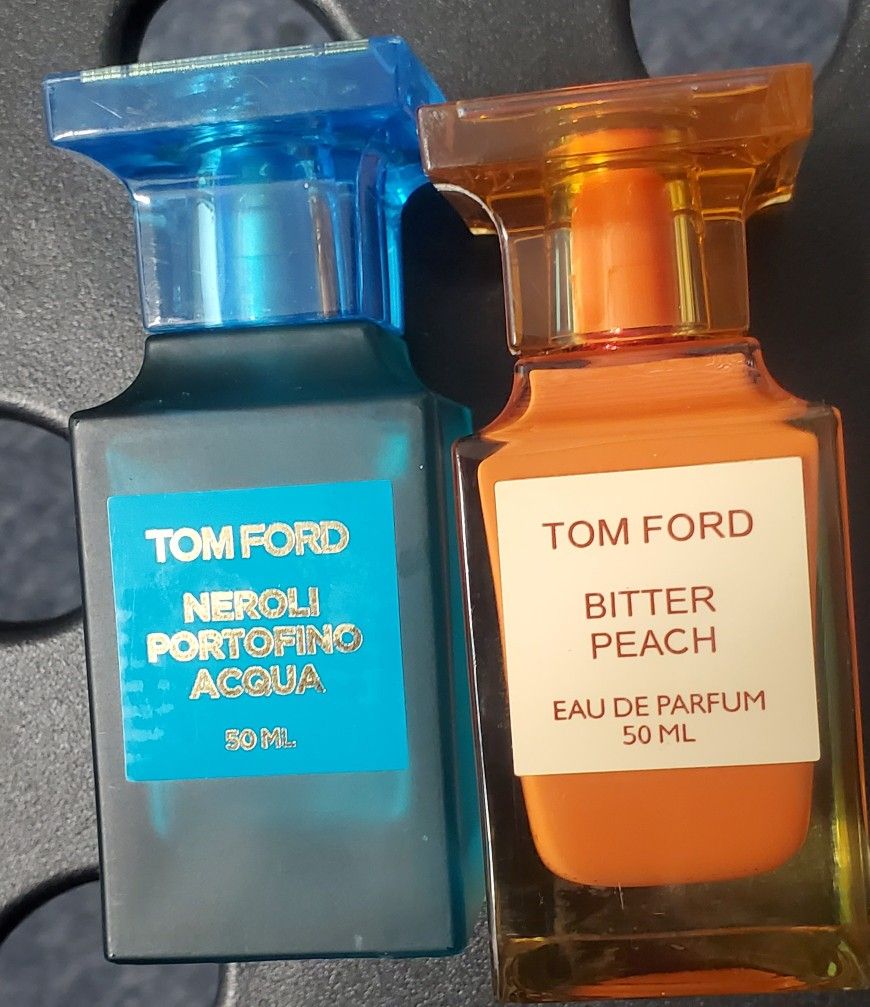 TOM FORD
NEROLI
PORTOFINO
ACQUA
50 ML
TOM FORD
BITTER
PEACH
EAU DE PARFUM
50 ML